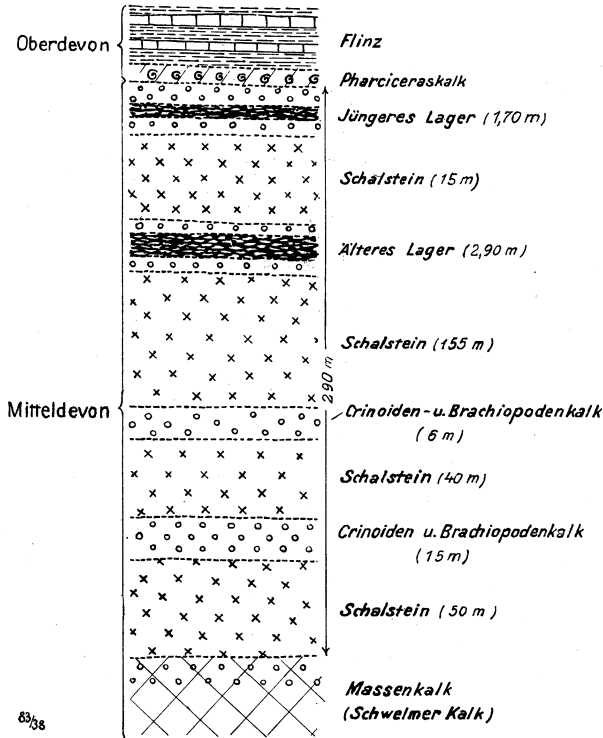 Oberdevon
Flinz
Pharciceraskalk
Jüngeres Lager (1,70 m)
Schalstein (15 m)
Älteres Lager (2,90 m)
Schalstein (155 m)
290 m
Mitteldevon
Crinoiden- u. Brachiopodenkalk
(6 m)
Schalstein (40 m)
Crinoiden u. Brachiopodenkalk
(15 m)
Schalstein (50 m)
Massenkalk
(Schwelmer Kalk)
83/38